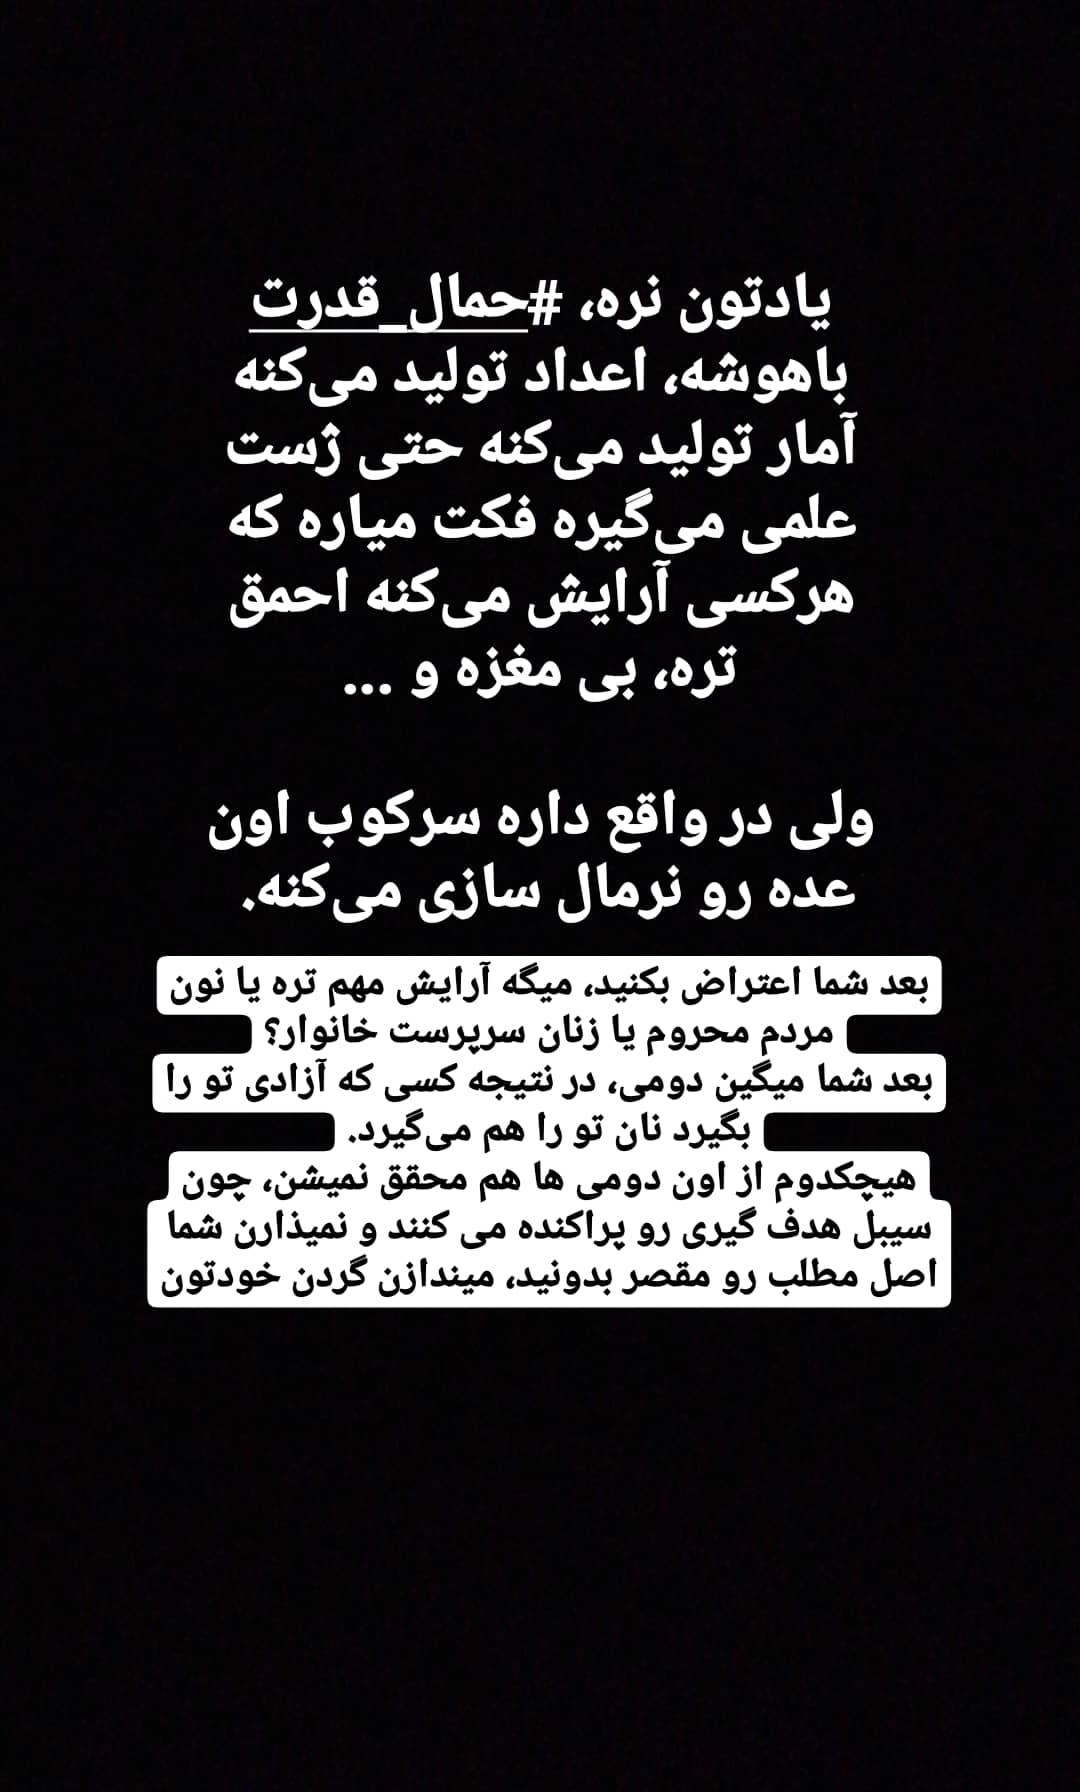 یادتون نره، #حمال_قدرت
باهوشه، اعداد تولید می‌کنه
آمار تولید می‌کنه حتی ژست
علمی می‌گیره فکت میاره که
هرکسی آرایش می‌کنه احمق
تره، بی مغزه و ...
ولی در واقع داره سرکوب اون
عده رو نرمال سازی می‌کنه.
بعد شما اعتراض بکنید، میگه آرایش مهم تره یا نون
مردم محروم یا زنان سرپرست خانوار؟
بعد شما میگین دومی، در نتیجه کسی که آزادی تو را
بگیرد نان تو را هم می‌گیرد.
هیچکدوم از اون دومی ها هم محقق نمیشن، چون
سیبل هدف گیری رو پراکنده می کنند و نمیذارن شما
اصل مطلب رو مقصر بدونید، میندازن گردن خودتون